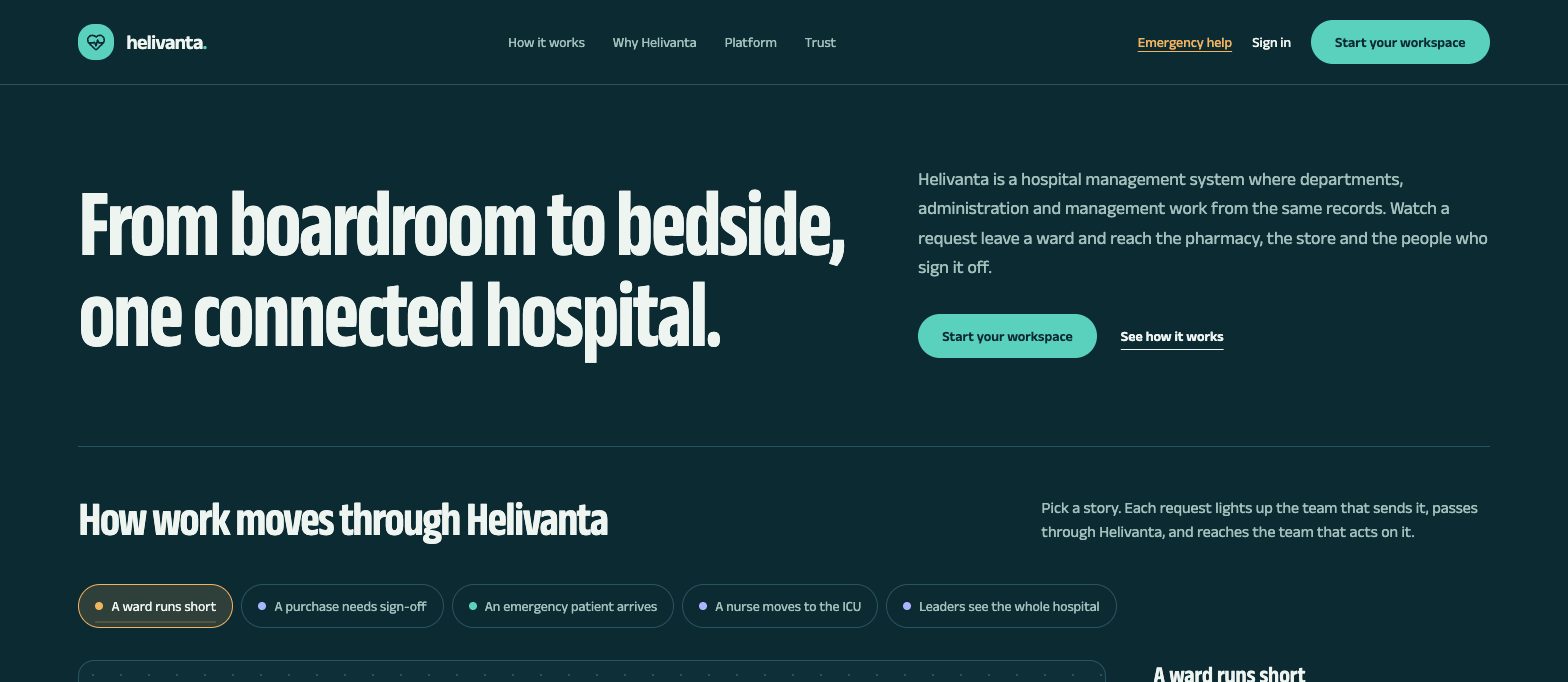 helivanta.
How it works
Why Helivanta
Platform
Trust
Emergency help
Sign in
Start your workspace
From boardroom to bedside,
one connected hospital.
Helivanta is a hospital management system where departments,
administration and management work from the same records. Watch a
request leave a ward and reach the pharmacy, the store and the people who
sign it off.
Start your workspace
See how it works
How work moves through Helivanta
Pick a story. Each request lights up the team that sends it, passes
through Helivanta, and reaches the team that acts on it.
A ward runs short
A purchase needs sign-off
An emergency patient arrives
A nurse moves to the ICU
Leaders see the whole hospital
A ward runs short